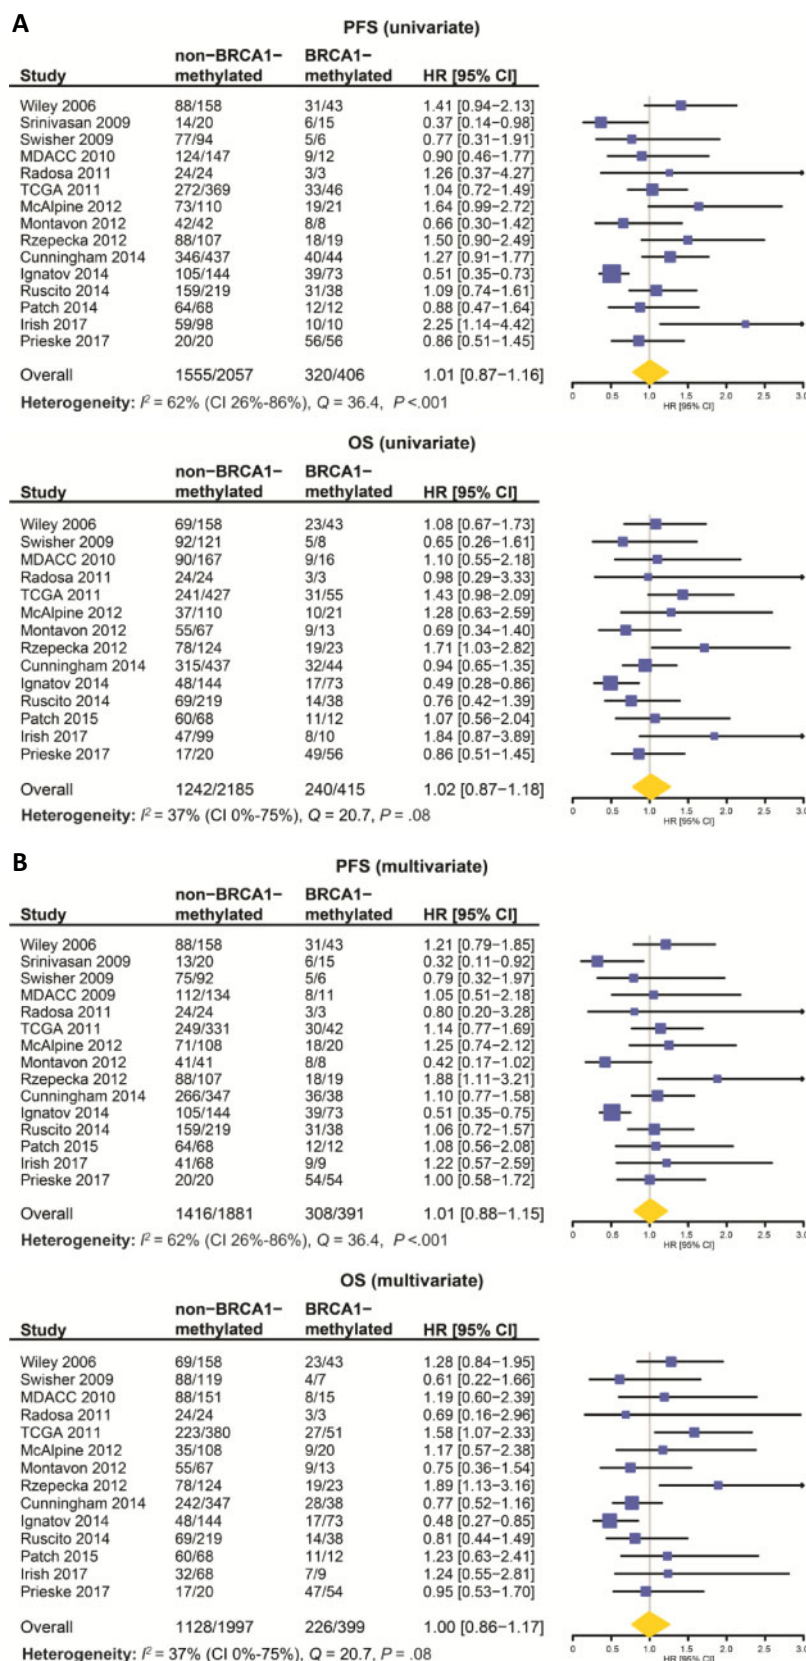 A
PFS (univariate)
non−BRCA1− BRCA1−
Study methylated methylated HR [95% CI]
Wiley 2006 88/158 31/43 1.41 [0.94−2.13]
Srinivasan 2009 14/20 6/15 0.37 [0.14−0.98]
Swisher 2009 77/94 5/6 0.77 [0.31−1.91]
MDACC 2010 124/147 9/12 0.90 [0.46−1.77]
Radosa 2011 24/24 3/3 1.26 [0.37−4.27]
TCGA 2011 272/369 33/46 1.04 [0.72−1.49]
McAlpine 2012 73/110 19/21 1.64 [0.99−2.72]
Montavon 2012 42/42 8/8 0.66 [0.30−1.42]
Rzepecka 2012 88/107 18/19 1.50 [0.90−2.49]
Cunningham 2014 346/437 40/44 1.27 [0.91−1.77]
Ignatov 2014 105/144 39/73 0.51 [0.35−0.73]
Ruscito 2014 159/219 31/38 1.09 [0.74−1.61]
Patch 2014 64/68 12/12 0.88 [0.47−1.64]
Irish 2017 59/98 10/10 2.25 [1.14−4.42]
Prieske 2017 20/20 56/56 0.86 [0.51−1.45]
Overall 1555/2057 320/406 1.01 [0.87−1.16]
Heterogeneity: I² = 62% (CI 26%-86%), Q = 36.4, P <.001
0.0 0.5 1.0 1.5 2.0 2.5 3.0
HR [95% CI]
OS (univariate)
non−BRCA1− BRCA1−
Study methylated methylated HR [95% CI]
Wiley 2006 69/158 23/43 1.08 [0.67−1.73]
Swisher 2009 92/121 5/8 0.65 [0.26−1.61]
MDACC 2010 90/167 9/16 1.10 [0.55−2.18]
Radosa 2011 24/24 3/3 0.98 [0.29−3.33]
TCGA 2011 241/427 31/55 1.43 [0.98−2.09]
McAlpine 2012 37/110 10/21 1.28 [0.63−2.59]
Montavon 2012 55/67 9/13 0.69 [0.34−1.40]
Rzepecka 2012 78/124 19/23 1.71 [1.03−2.82]
Cunningham 2014 315/437 32/44 0.94 [0.65−1.35]
Ignatov 2014 48/144 17/73 0.49 [0.28−0.86]
Ruscito 2014 69/219 14/38 0.76 [0.42−1.39]
Patch 2015 60/68 11/12 1.07 [0.56−2.04]
Irish 2017 47/99 8/10 1.84 [0.87−3.89]
Prieske 2017 17/20 49/56 0.86 [0.51−1.45]
Overall 1242/2185 240/415 1.02 [0.87−1.18]
Heterogeneity: I² = 37% (CI 0%-75%), Q = 20.7, P = .08
0.0 0.5 1.0 1.5 2.0 2.5 3.0
HR [95% CI]
B
PFS (multivariate)
non−BRCA1− BRCA1−
Study methylated methylated HR [95% CI]
Wiley 2006 88/158 31/43 1.21 [0.79−1.85]
Srinivasan 2009 13/20 6/15 0.32 [0.11−0.92]
Swisher 2009 75/92 5/6 0.79 [0.32−1.97]
MDACC 2009 112/134 8/11 1.05 [0.51−2.18]
Radosa 2011 24/24 3/3 0.80 [0.20−3.28]
TCGA 2011 249/331 30/42 1.14 [0.77−1.69]
McAlpine 2012 71/108 18/20 1.25 [0.74−2.12]
Montavon 2012 41/41 8/8 0.42 [0.17−1.02]
Rzepecka 2012 88/107 18/19 1.88 [1.11−3.21]
Cunningham 2014 266/347 36/38 1.10 [0.77−1.58]
Ignatov 2014 105/144 39/73 0.51 [0.35−0.75]
Ruscito 2014 159/219 31/38 1.06 [0.72−1.57]
Patch 2015 64/68 12/12 1.08 [0.56−2.08]
Irish 2017 41/68 9/9 1.22 [0.57−2.59]
Prieske 2017 20/20 54/54 1.00 [0.58−1.72]
Overall 1416/1881 308/391 1.01 [0.88−1.15]
Heterogeneity: I² = 62% (CI 26%-86%), Q = 36.4, P <.001
0.0 0.5 1.0 1.5 2.0 2.5 3.0
HR [95% CI]
OS (multivariate)
non−BRCA1− BRCA1−
Study methylated methylated HR [95% CI]
Wiley 2006 69/158 23/43 1.28 [0.84−1.95]
Swisher 2009 88/119 4/7 0.61 [0.22−1.66]
MDACC 2010 88/151 8/15 1.19 [0.60−2.39]
Radosa 2011 24/24 3/3 0.69 [0.16−2.96]
TCGA 2011 223/380 27/51 1.58 [1.07−2.33]
McAlpine 2012 35/108 9/20 1.17 [0.57−2.38]
Montavon 2012 55/67 9/13 0.75 [0.36−1.54]
Rzepecka 2012 78/124 19/23 1.89 [1.13−3.16]
Cunningham 2014 242/347 28/38 0.77 [0.52−1.16]
Ignatov 2014 48/144 17/73 0.48 [0.27−0.85]
Ruscito 2014 69/219 14/38 0.81 [0.44−1.49]
Patch 2015 60/68 11/12 1.23 [0.63−2.41]
Irish 2017 32/68 7/9 1.24 [0.55−2.81]
Prieske 2017 17/20 47/54 0.95 [0.53−1.70]
Overall 1128/1997 226/399 1.00 [0.86−1.17]
Heterogeneity: I² = 37% (CI 0%-75%), Q = 20.7, P = .08
0.0 0.5 1.0 1.5 2.0 2.5 3.0
HR [95% CI]